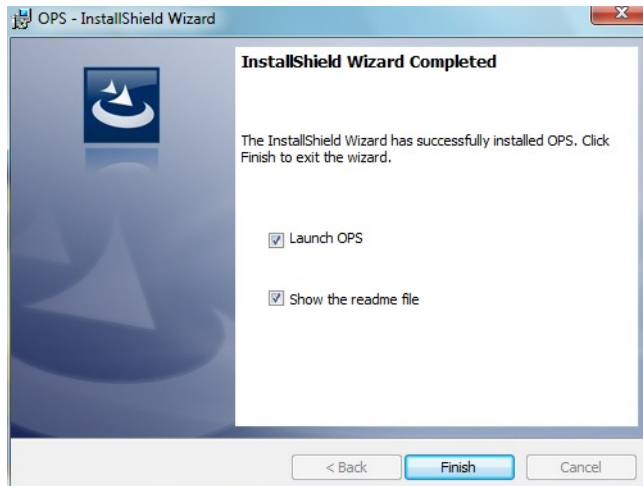 OPS - InstallShield Wizard
InstallShield Wizard Completed
The InstallShield Wizard has successfully installed OPS. Click
Finish to exit the wizard.
Launch OPS
Show the readme file
< Back
Finish
Cancel